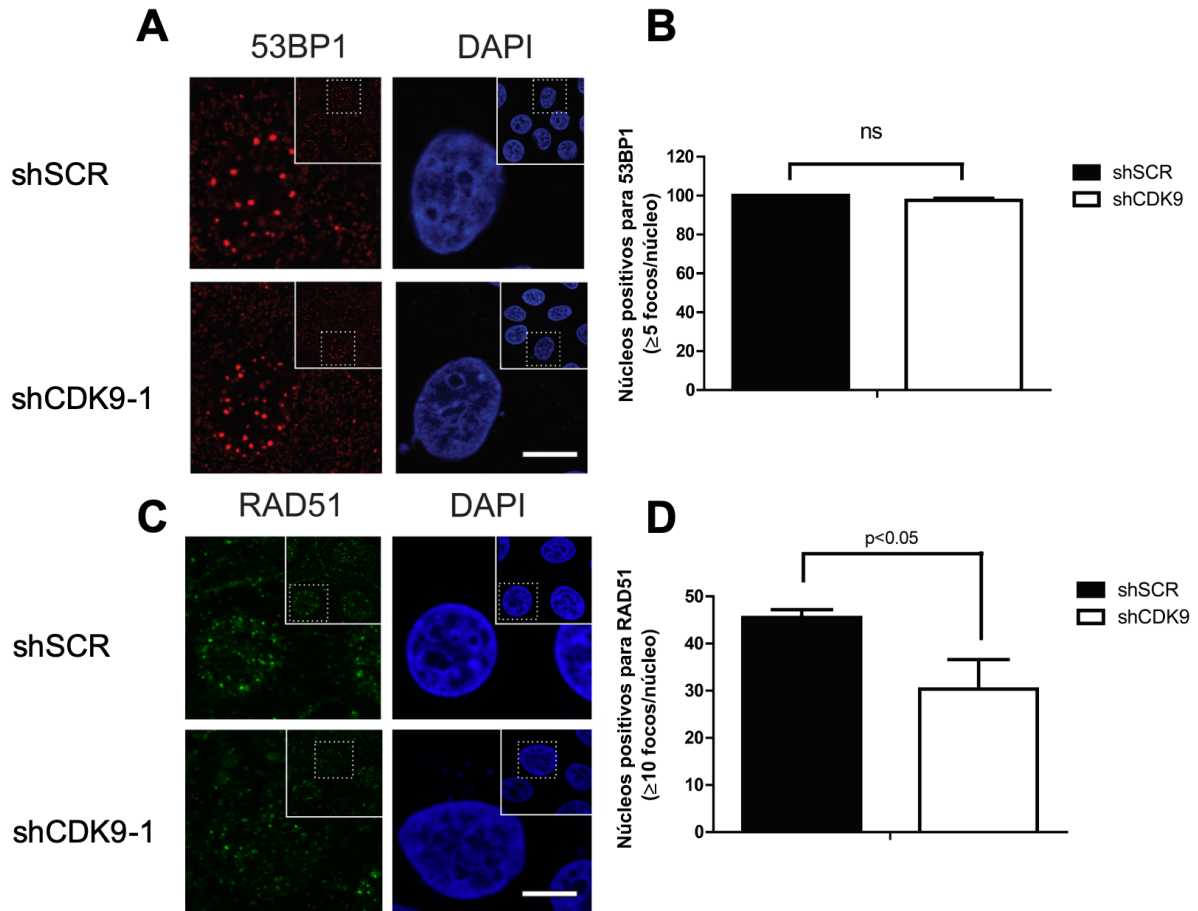 A
53BP1
DAPI
shSCR
shCDK9-1
B
ns
Núcleos positivos para 53BP1
(≥5 focos/núcleo)
120
100
80
60
40
20
0
shSCR
shCDK9
C
RAD51
DAPI
shSCR
shCDK9-1
D
p<0.05
Núcleos positivos para RAD51
(≥10 focos/núcleo)
50
40
30
20
10
0
shSCR
shCDK9